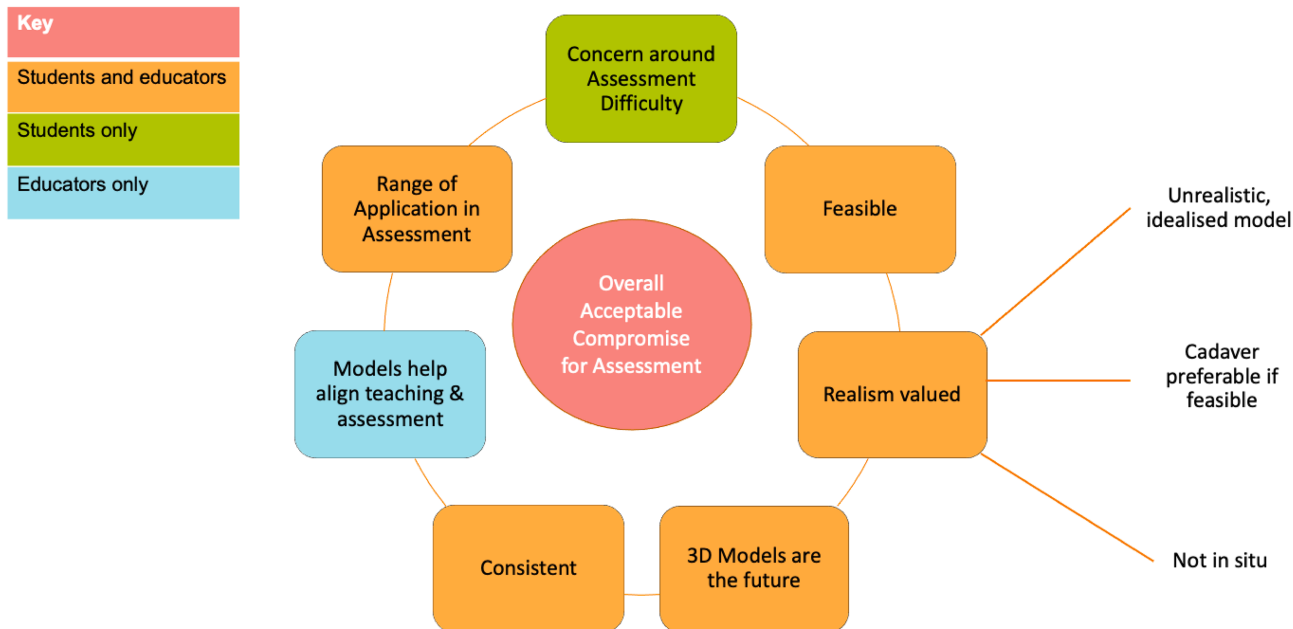 Key
Students and educators
Students only
Educators only
Concern around
Assessment
Difficulty
Range of
Application in
Assessment
Feasible
Unrealistic,
idealised model
Overall
Acceptable
Compromise
for Assessment
Models help
align teaching &
assessment
Realism valued
Cadaver
preferable if
feasible
Consistent
3D Models are
the future
Not in situ